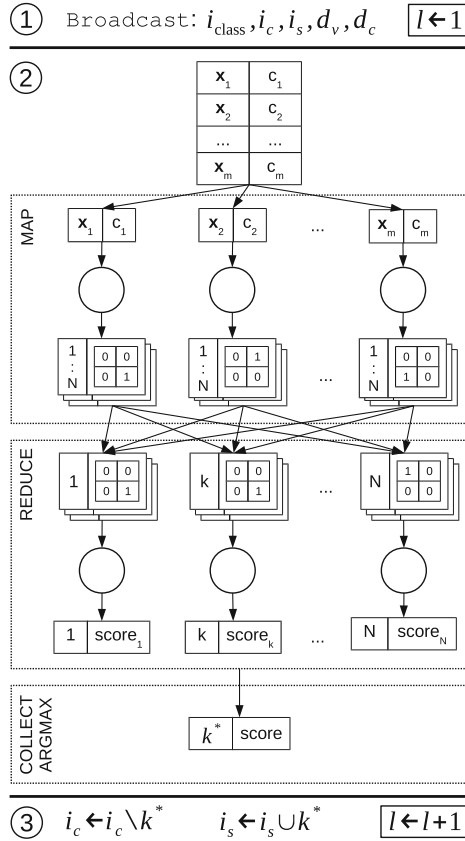 1 Broadcast: i_class, i_c, i_s, d_v, d_c l ← 1
2
x_1 c_1
x_2 c_2
... ...
x_m c_m
MAP
x_1 c_1 x_2 c_2 ... x_m c_m
1 : N 0 0 0 1 1 : N 0 1 0 0 ... 1 : N 0 0 1 0
REDUCE
1 0 0 0 1 k 0 0 0 1 ... N 1 0 0 0
1 score_1 k score_k ... N score_N
COLLECT
ARGMAX
k* score
3 i_c ← i_c \ k* i_s ← i_s ∪ k* l ← l+1